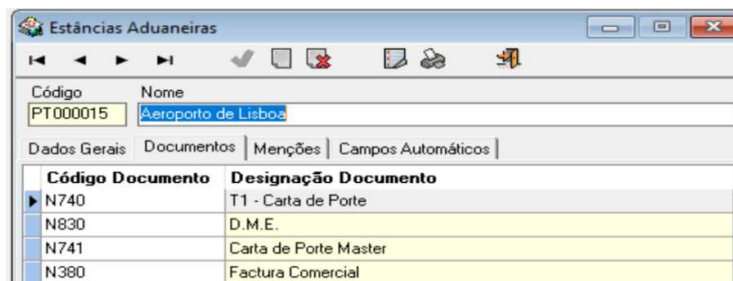 Estâncias Aduaneiras
Código Nome
PT000015 Aeroporto de Lisboa
Dados Gerais Documentos Menções Campos Automáticos
Código Documento Designação Documento
N740 T1 - Carta de Porte
N830 D.M.E.
N741 Carta de Porte Master
N380 Factura Comercial